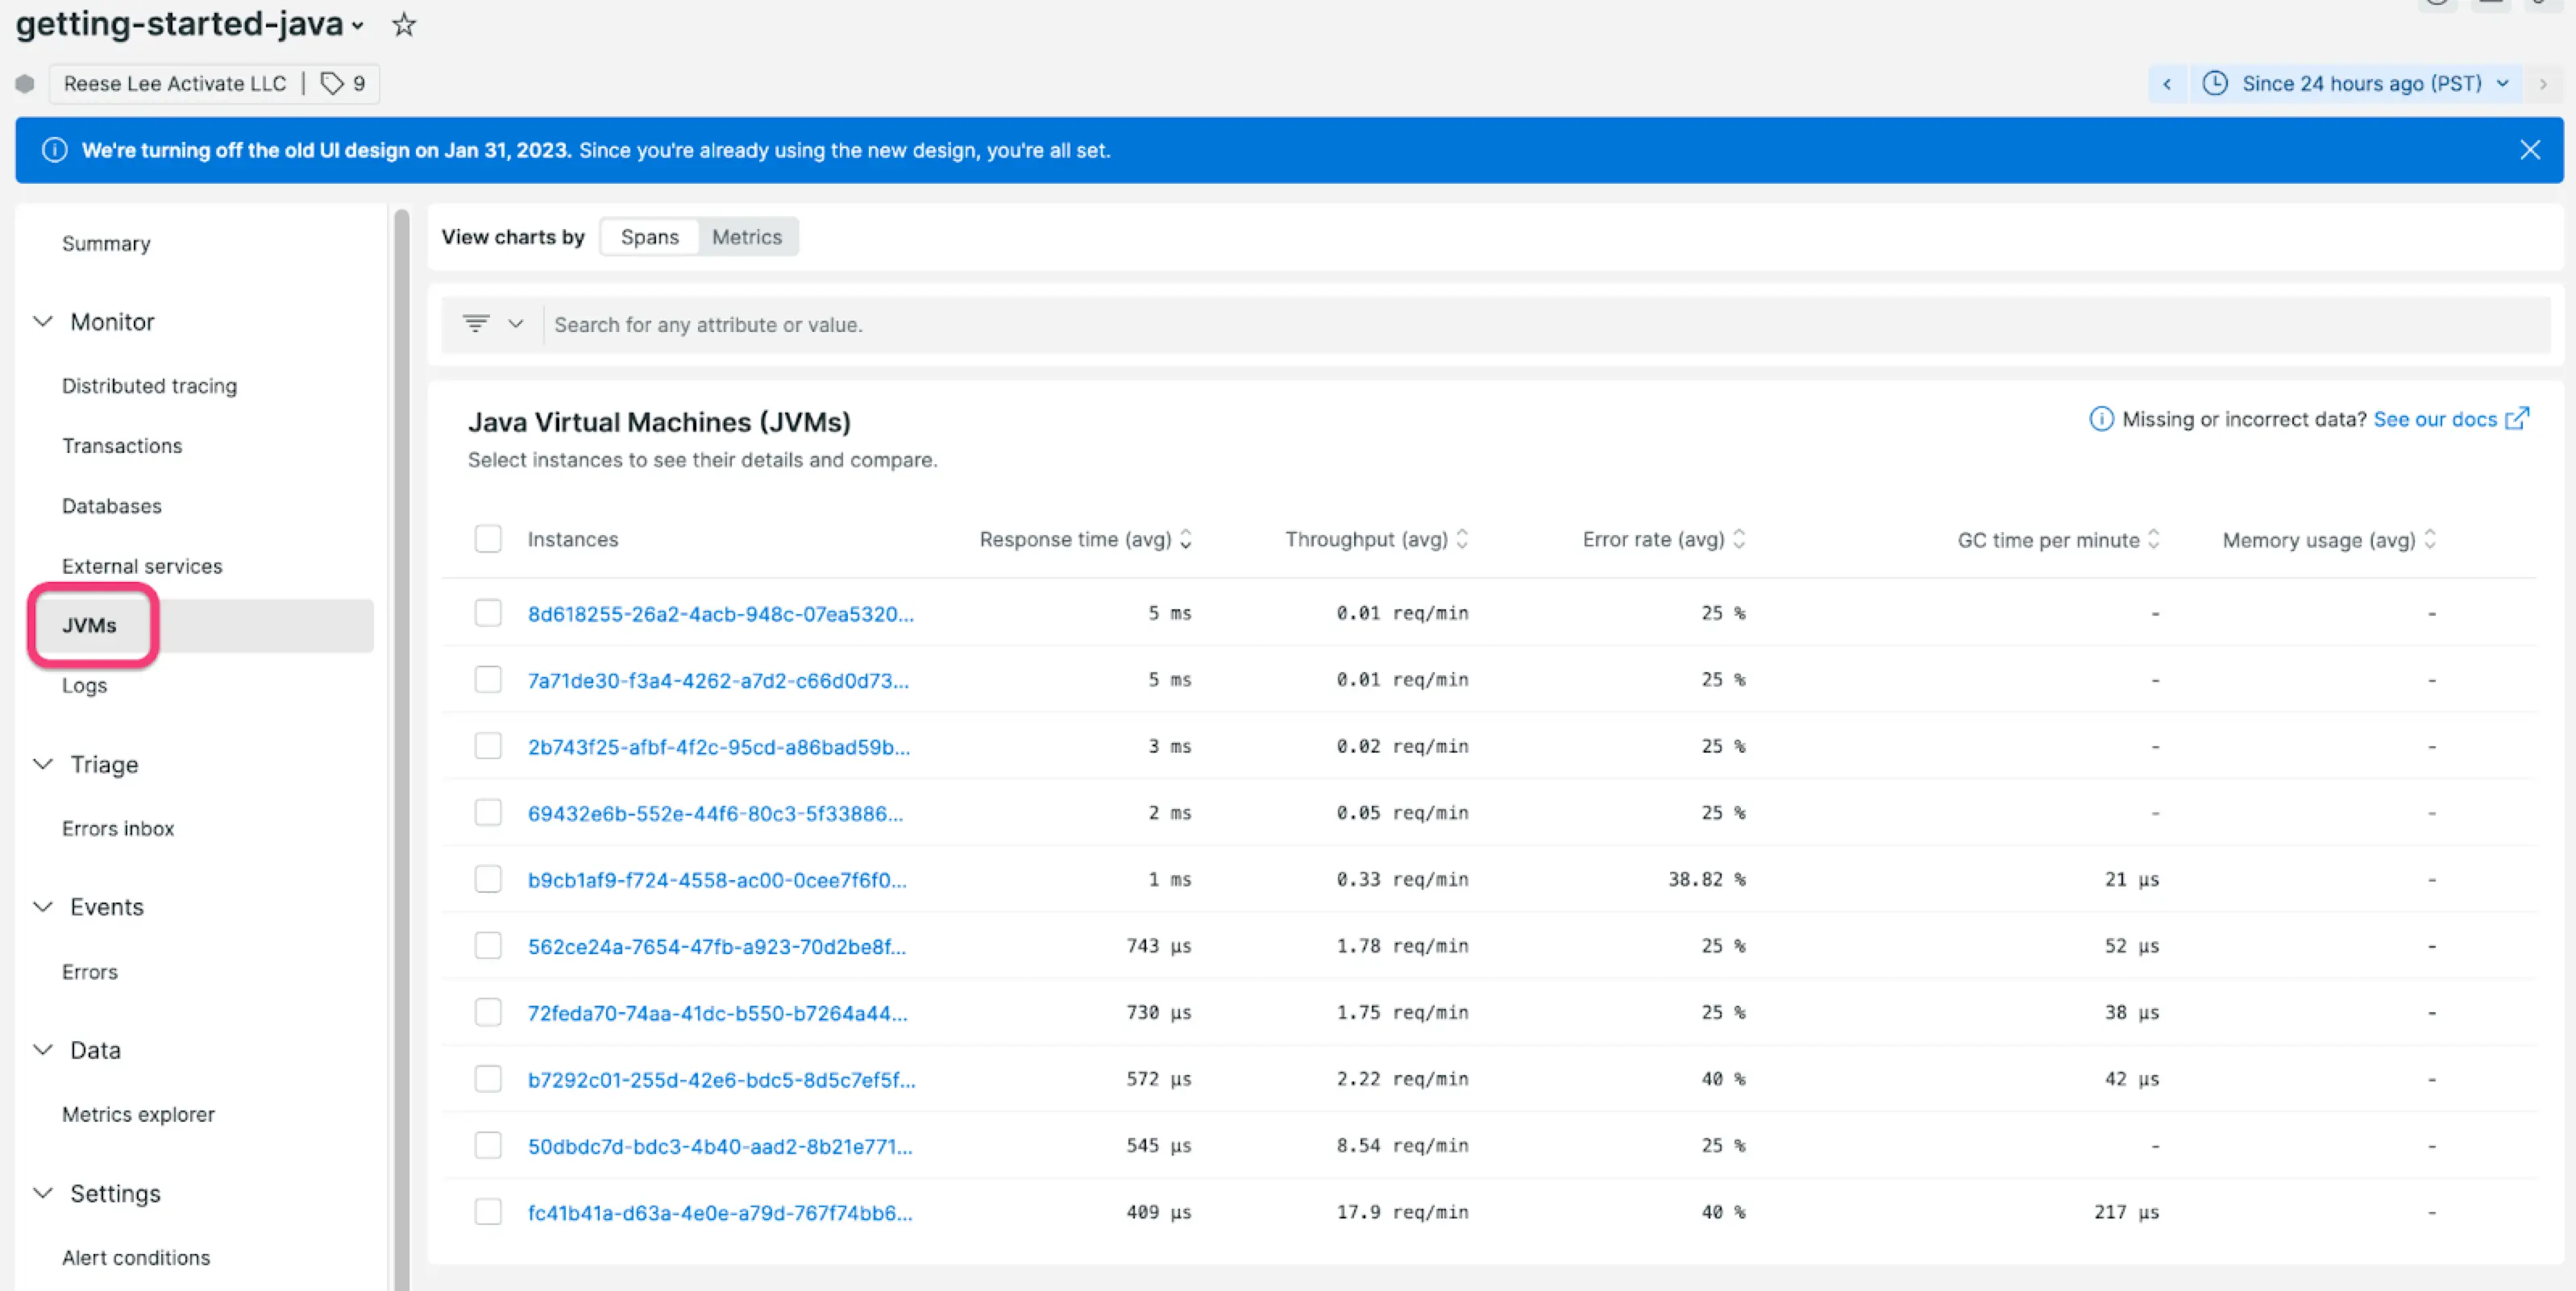 getting-started-java
Reese Lee Activate LLC | 9
Since 24 hours ago (PST)
We're turning off the old UI design on Jan 31, 2023. Since you're already using the new design, you're all set.
Summary
Monitor
Distributed tracing
Transactions
Databases
External services
JVMs
Logs
Triage
Errors inbox
Events
Errors
Data
Metrics explorer
Settings
Alert conditions
View charts by Spans Metrics
Search for any attribute or value.
Java Virtual Machines (JVMs)
Missing or incorrect data? See our docs
Select instances to see their details and compare.
Instances Response time (avg) Throughput (avg) Error rate (avg) GC time per minute Memory usage (avg)
8d618255-26a2-4acb-948c-07ea5320... 5 ms 0.01 req/min 25 % - -
7a71de30-f3a4-4262-a7d2-c66d0d73... 5 ms 0.01 req/min 25 % - -
2b743f25-afbf-4f2c-95cd-a86bad59b... 3 ms 0.02 req/min 25 % - -
69432e6b-552e-44f6-80c3-5f33886... 2 ms 0.05 req/min 25 % - -
b9cb1af9-f724-4558-ac00-0cee7f6f0... 1 ms 0.33 req/min 38.82 % 21 µs -
562ce24a-7654-47fb-a923-70d2be8f... 743 µs 1.78 req/min 25 % 52 µs -
72feda70-74aa-41dc-b550-b7264a44... 730 µs 1.75 req/min 25 % 38 µs -
b7292c01-255d-42e6-bdc5-8d5c7ef5f... 572 µs 2.22 req/min 40 % 42 µs -
50dbdc7d-bdc3-4b40-aad2-8b21e771... 545 µs 8.54 req/min 25 % - -
fc41b41a-d63a-4e0e-a79d-767f74bb6... 409 µs 17.9 req/min 40 % 217 µs -